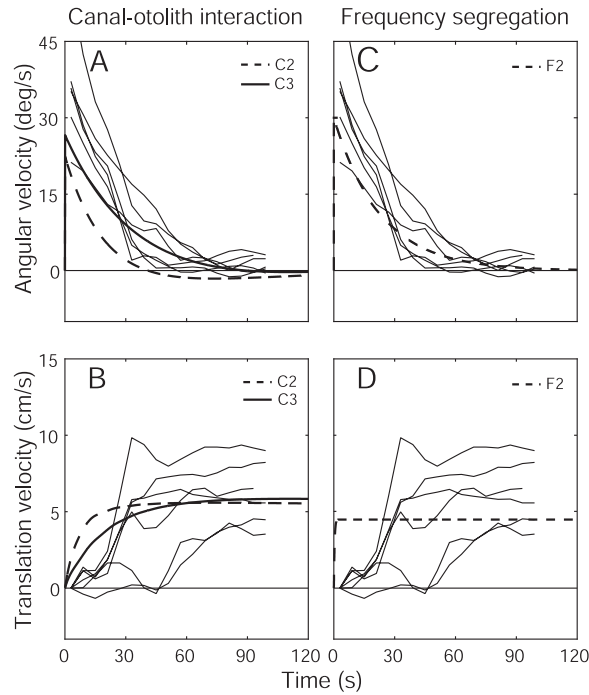 Canal-otolith interaction
Frequency segregation
Angular velocity (deg/s)
45
30
15
0
A
C2
C3
C
F2
Translation velocity (cm/s)
15
10
5
0
B
C2
C3
D
F2
0 30 60 90 120
0 30 60 90 120
Time (s)